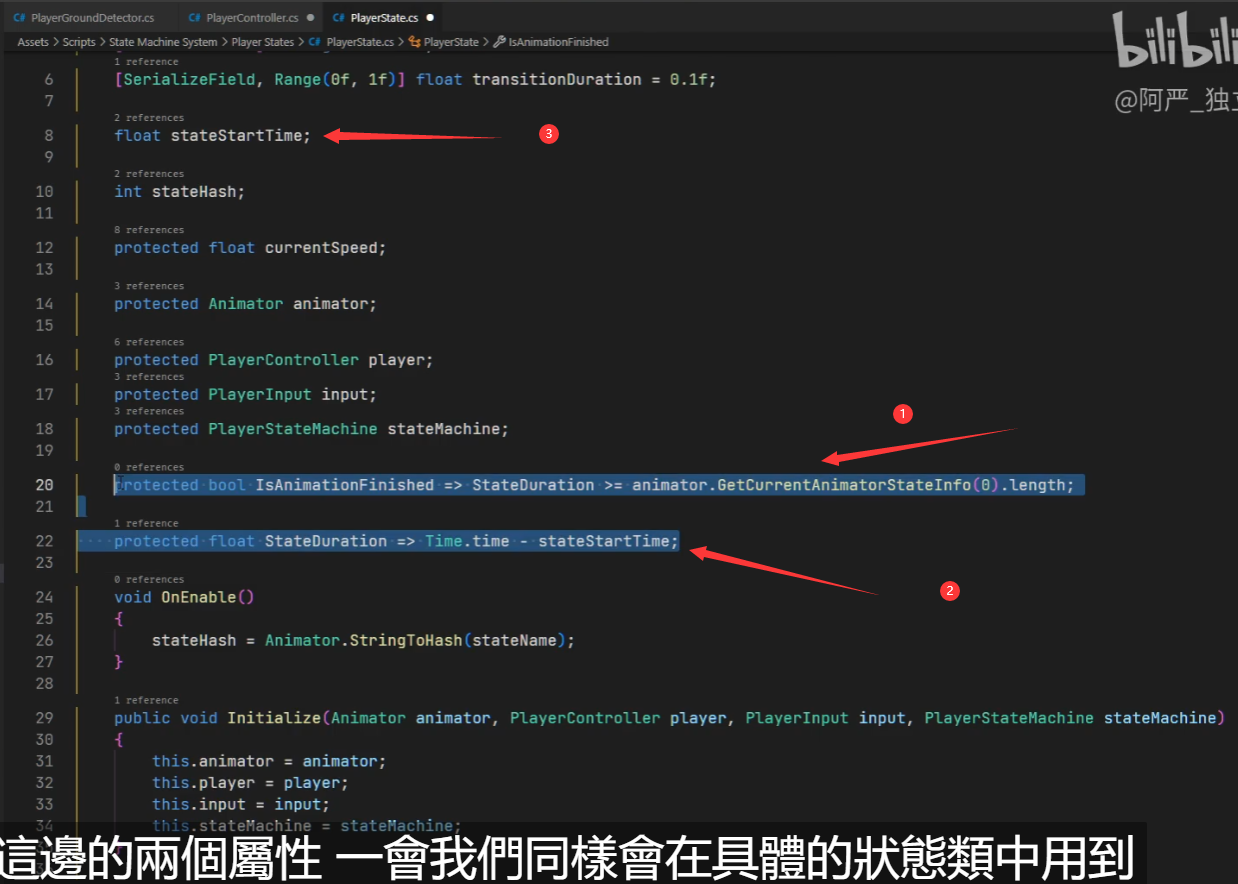 PlayerGroundDetector.cs PlayerController.cs PlayerState.cs
Assets > Scripts > State Machine System > Player States > PlayerState.cs > PlayerState > IsAnimationFinished
bilibili
@阿严_独立
1 reference
6 [SerializeField, Range(0f, 1f)] float transitionDuration = 0.1f;
7
2 references
8 float stateStartTime;
3
9
2 references
10 int stateHash;
11
8 references
12 protected float currentSpeed;
13
3 references
14 protected Animator animator;
15
6 references
16 protected PlayerController player;
3 references
17 protected PlayerInput input;
3 references
18 protected PlayerStateMachine stateMachine;
1
19
0 references
20 protected bool IsAnimationFinished => StateDuration >= animator.GetCurrentAnimatorStateInfo(0).length;
21
1 reference
22 protected float StateDuration => Time.time - stateStartTime;
23
2
0 references
24 void OnEnable()
25 {
26 stateHash = Animator.StringToHash(stateName);
27 }
28
1 reference
29 public void Initialize(Animator animator, PlayerController player, PlayerInput input, PlayerStateMachine stateMachine)
30 {
31 this.animator = animator;
32 this.player = player;
33 this.input = input;
34 this.stateMachine = stateMachine;
這邊的兩個屬性 一會我們同樣會在具體的狀態類中用到